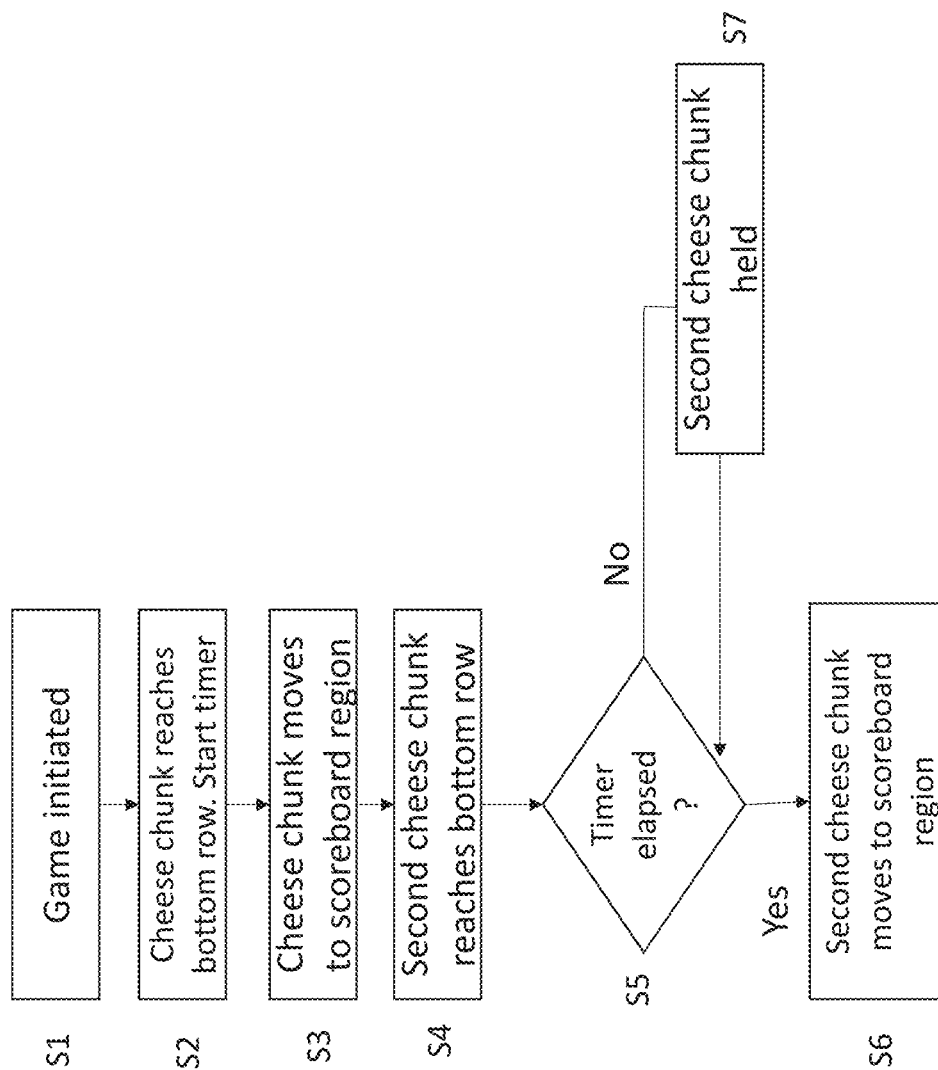 S1
Game initiated
S2
Cheese chunk reaches
bottom row. Start timer
S3
Cheese chunk moves
to scoreboard region
S4
Second cheese chunk
reaches bottom row
S5
Timer
elapsed
?
No
Second cheese chunk
held
S7
Yes
S6
Second cheese chunk
moves to scoreboard
region